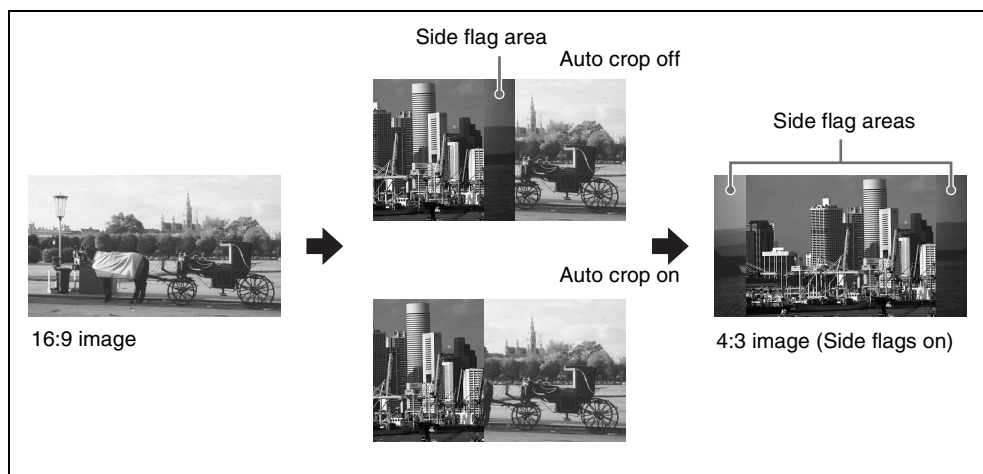 Side flag area
Auto crop off
Side flag areas
16:9 image
Auto crop on
4:3 image (Side flags on)